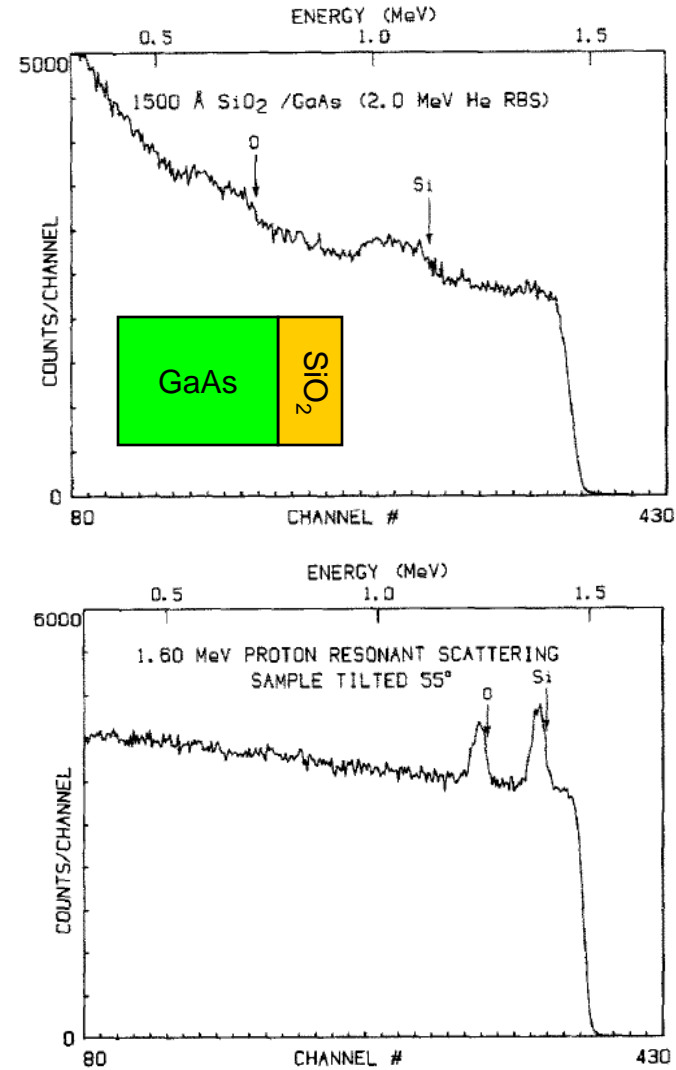 ENERGY (MeV)
0.5 1.0 1.5
5000
1500 Å SiO2 /GaAs (2.0 MeV He RBS)
O
Si
COUNTS/CHANNEL
GaAs
SiO2
0
80 CHANNEL # 430
ENERGY (MeV)
0.5 1.0 1.5
6000
1.60 MeV PROTON RESONANT SCATTERING
SAMPLE TILTED 55°
O Si
COUNTS/CHANNEL
0
80 CHANNEL # 430